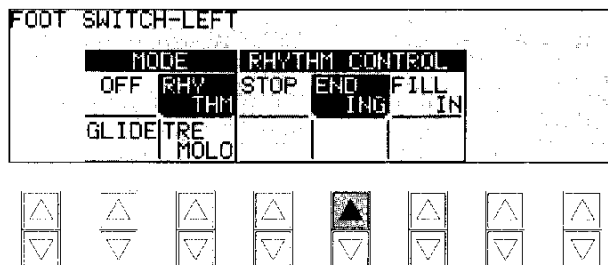 FOOT SWITCH-LEFT
MODE RHYTHM CONTROL
OFF RHY THM STOP END ING FILL IN
GLIDE TRE MOLO